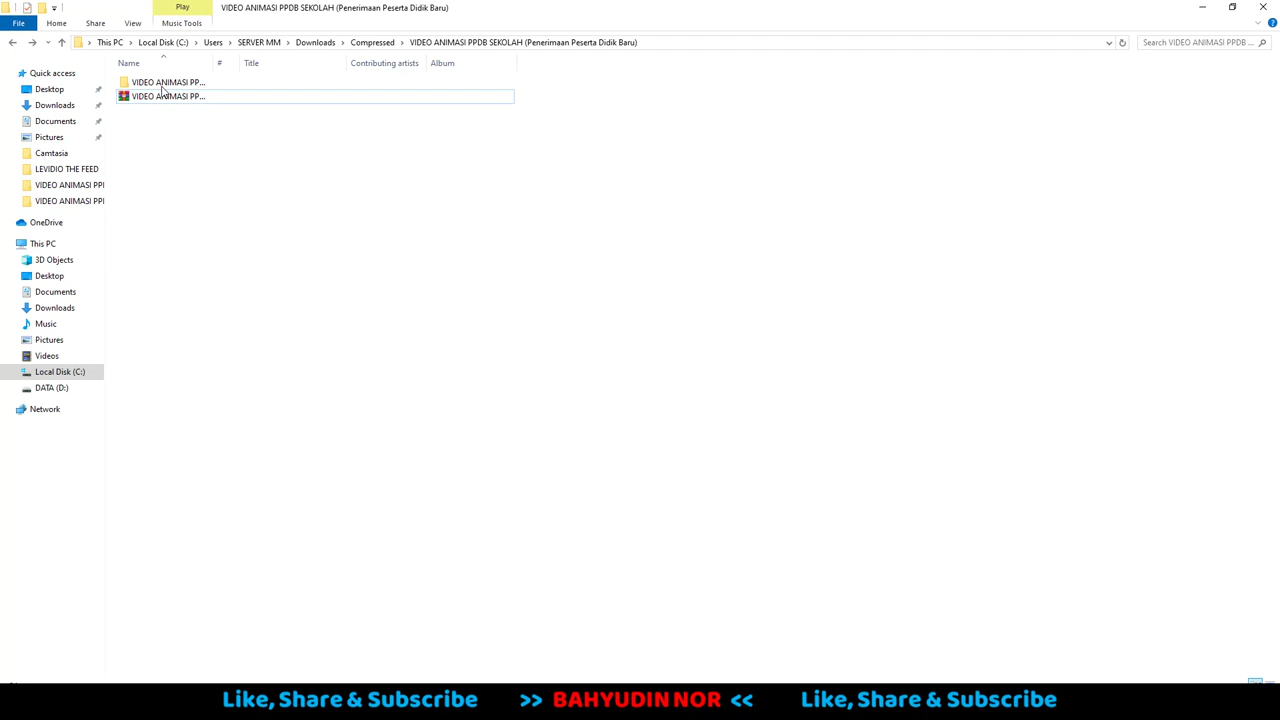 Play
VIDEO ANIMASI PPDB SEKOLAH (Penerimaan Peserta Didik Baru)
File
Home
Share
View
Music Tools
This PC
Local Disk (C:)
Users
SERVER MM
Downloads
Compressed
VIDEO ANIMASI PPDB SEKOLAH (Penerimaan Peserta Didik Baru)
Search VIDEO ANIMASI PPDB ...
Name
#
Title
Contributing artists
Album
VIDEO ANIMASI PP...
VIDEO ANIMASI PP...
Quick access
Desktop
Downloads
Documents
Pictures
Camtasia
LEVIDIO THE FEED
VIDEO ANIMASI PPI
VIDEO ANIMASI PPI
OneDrive
This PC
3D Objects
Desktop
Documents
Downloads
Music
Pictures
Videos
Local Disk (C:)
DATA (D:)
Network
Like, Share & Subscribe >> BAHYUDIN NOR << Like, Share & Subscribe